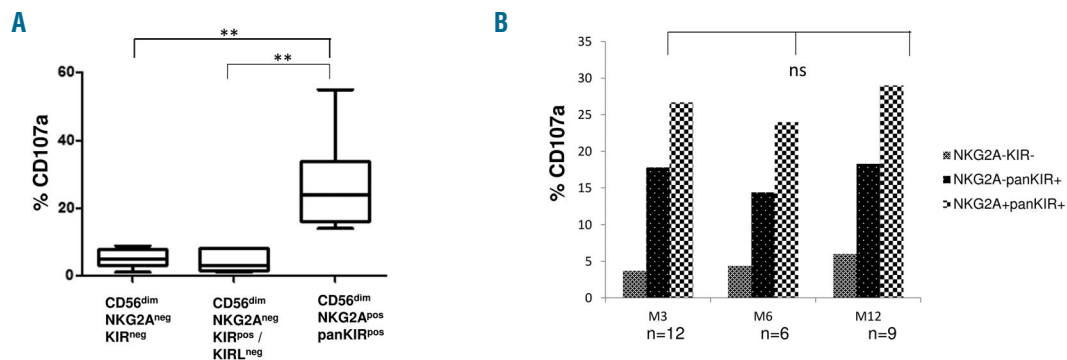 A
**
**
60
40
20
0
% CD107a
CD56dim
NKG2Aneg
KIRneg
CD56dim
NKG2Aneg
KIRpos /
KIRLneg
CD56dim
NKG2Apos
panKIRpos
B
35
30
25
20
15
10
5
0
% CD107a
ns
M3
n=12
M6
n=6
M12
n=9
NKG2A-KIR-
NKG2A-panKIR+
NKG2A+panKIR+